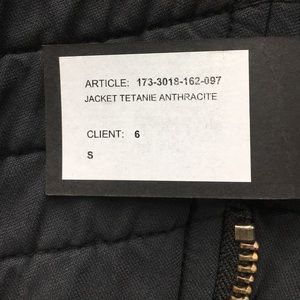 ARTICLE: 173-3018-162-097
JACKET TETANIE ANTHRACITE
CLIENT: 6
S